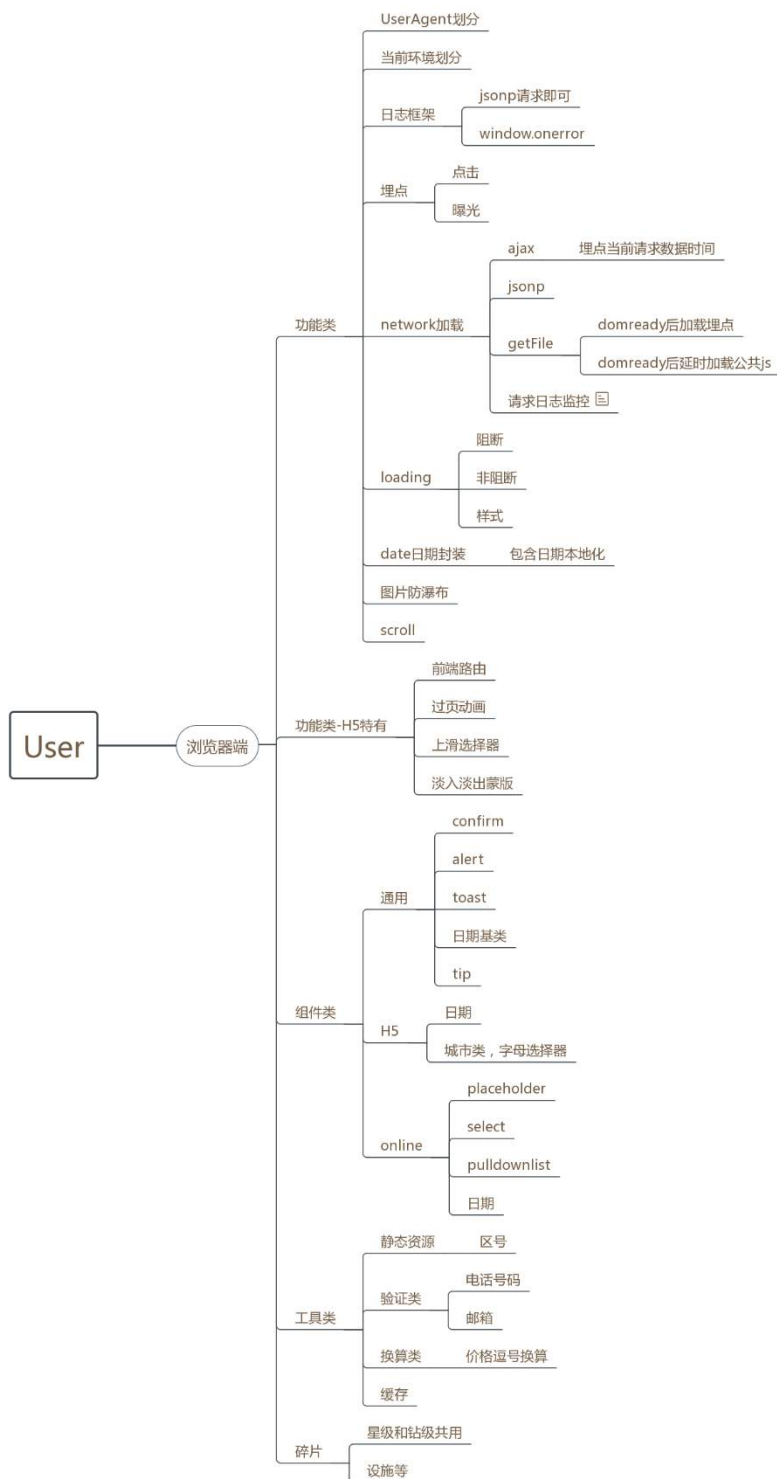 User
浏览器端
功能类
UserAgent划分
当前环境划分
日志框架
jsonp请求即可
window.onerror
埋点
点击
曝光
network加载
ajax
埋点当前请求数据时间
jsonp
getFile
domready后加载埋点
domready后延时加载公共js
请求日志监控
loading
阻断
非阻断
样式
date日期封装
包含日期本地化
图片防瀑布
scroll
功能类-H5特有
前端路由
过页动画
上滑选择器
淡入淡出蒙版
组件类
通用
confirm
alert
toast
日期基类
tip
H5
日期
城市类，字母选择器
online
placeholder
select
pulldownlist
日期
工具类
静态资源
区号
验证类
电话号码
邮箱
换算类
价格逗号换算
缓存
碎片
星级和钻级共用
设施等